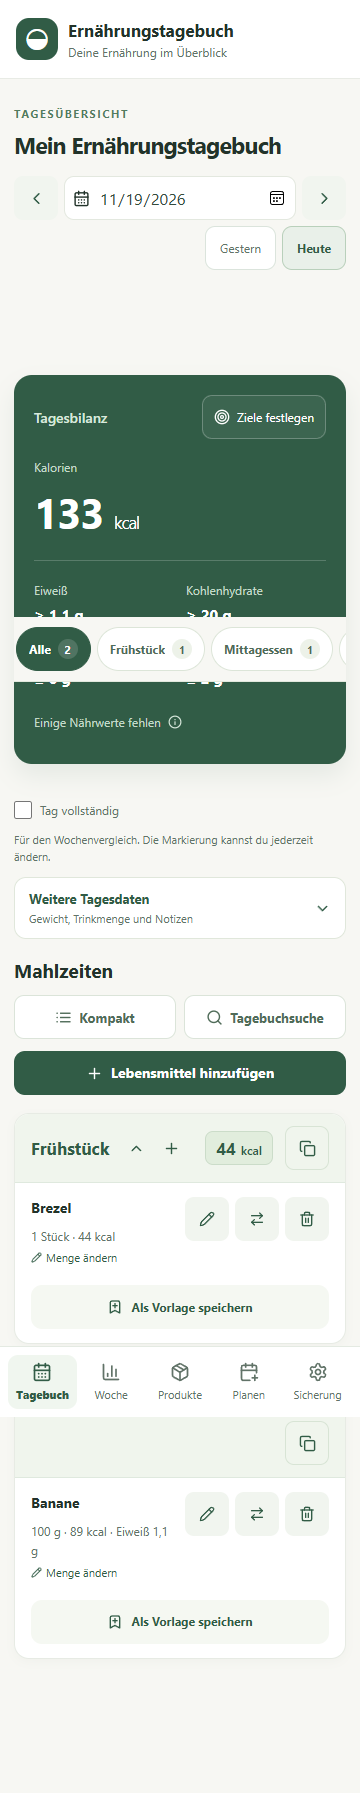 Ernährungstagebuch
Deine Ernährung im Überblick
TAGESÜBERSICHT
Mein Ernährungstagebuch
11/19/2026
Gestern
Heute
Tagesbilanz
Ziele festlegen
Kalorien
133 kcal
Eiweiß
Kohlenhydrate
≥ 1,1 g
≥ 20 g
Alle 2
Frühstück 1
Mittagessen 1
Einige Nährwerte fehlen
Tag vollständig
Für den Wochenvergleich. Die Markierung kannst du jederzeit
ändern.
Weitere Tagesdaten
Gewicht, Trinkmenge und Notizen
Mahlzeiten
Kompakt
Tagebuchsuche
Lebensmittel hinzufügen
Frühstück
44 kcal
Brezel
1 Stück · 44 kcal
Menge ändern
Als Vorlage speichern
Tagebuch
Woche
Produkte
Planen
Sicherung
Banane
100 g · 89 kcal · Eiweiß 1,1
g
Menge ändern
Als Vorlage speichern